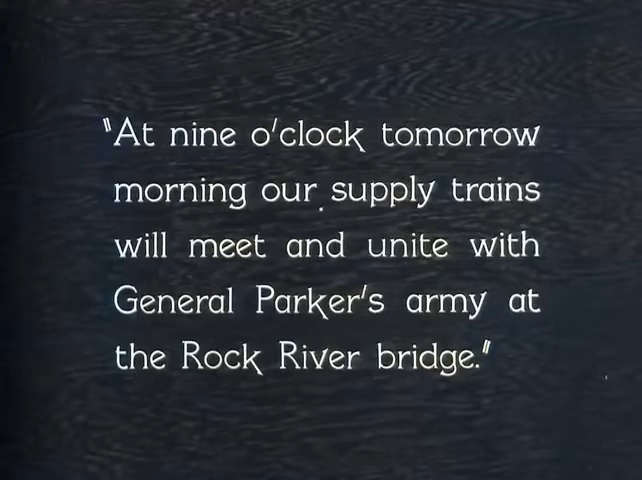 "At nine o'clock tomorrow
morning our supply trains
will meet and unite with
General Parker's army at
the Rock River bridge."